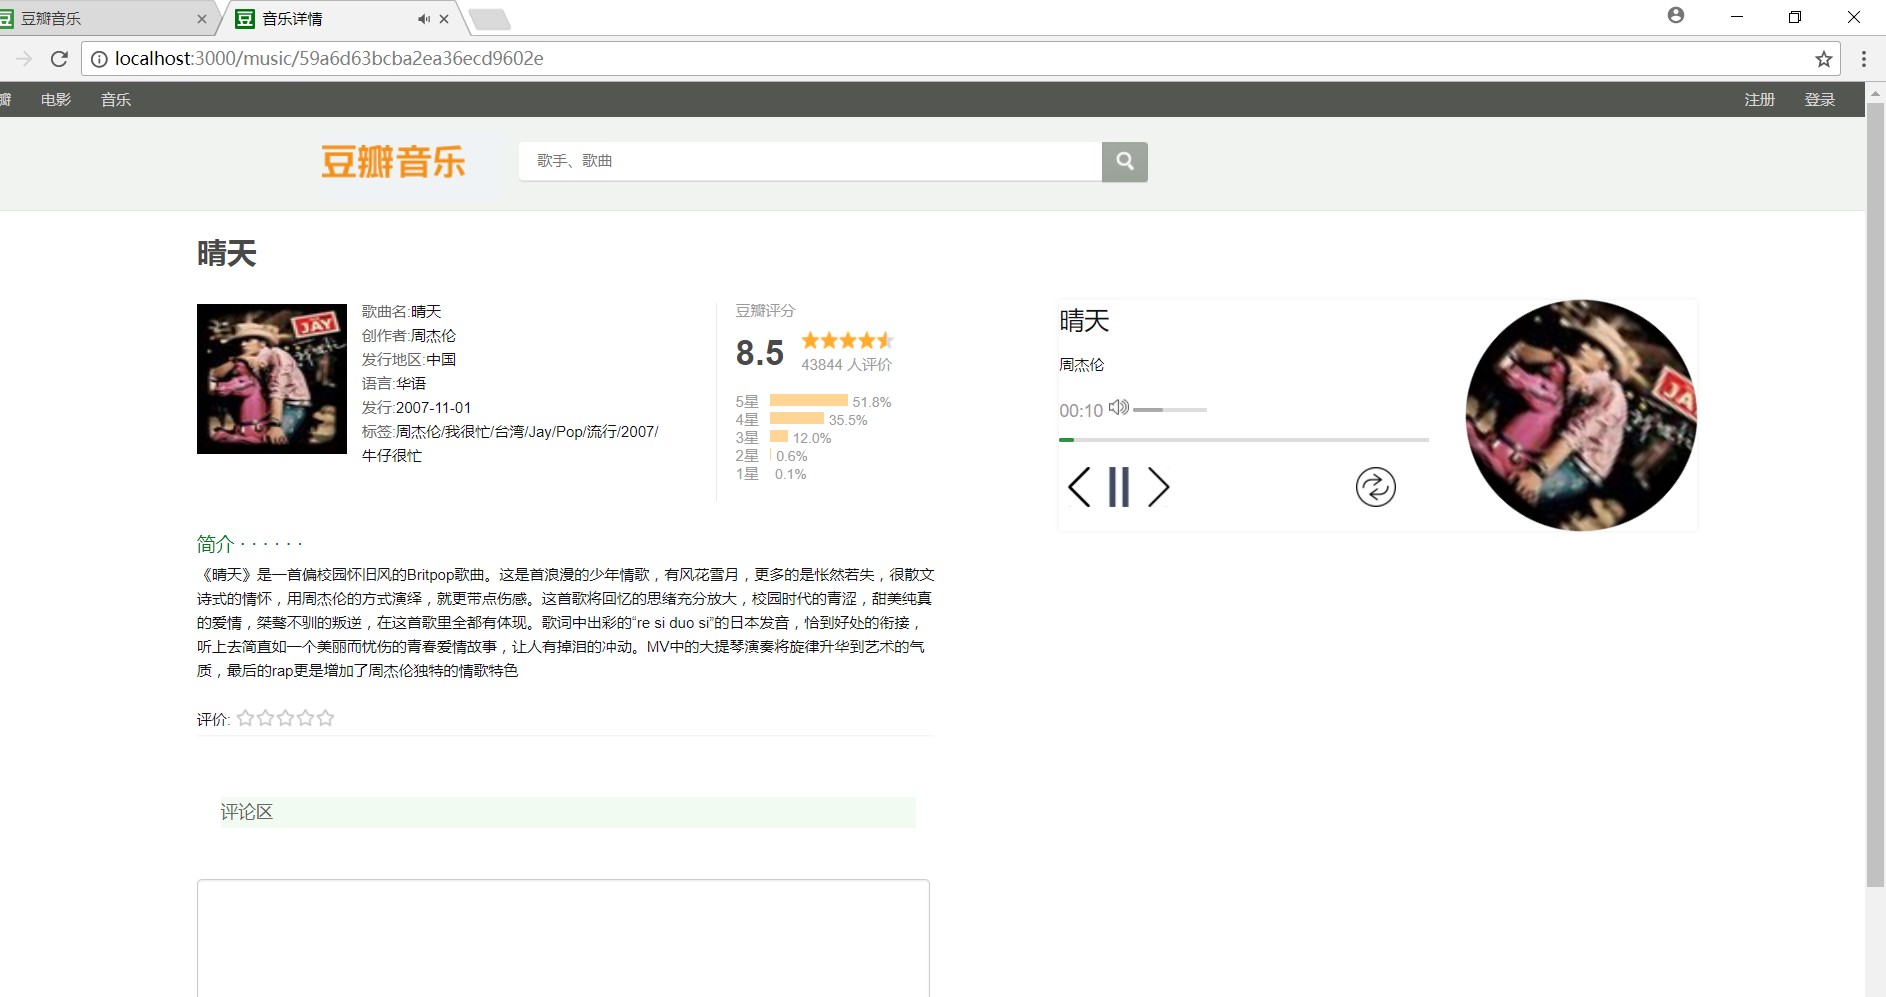 豆瓣音乐
音乐详情
localhost:3000/music/59a6d63bcba2ea36ecd9602e
瓣 电影 音乐 注册 登录
豆瓣音乐 歌手、歌曲
晴天
歌曲名:晴天
创作者:周杰伦
发行地区:中国
语言:华语
发行:2007-11-01
标签:周杰伦/我很忙/台湾/Jay/Pop/流行/2007/
牛仔很忙
豆瓣评分
8.5
43844 人评价
5星 51.8%
4星 35.5%
3星 12.0%
2星 0.6%
1星 0.1%
晴天
周杰伦
00:10
JAY
JA
简介· · · · · ·
《晴天》是一首偏校园怀旧风的Britpop歌曲。这是首浪漫的少年情歌，有风花雪月，更多的是怅然若失，很散文
诗式的情怀，用周杰伦的方式演绎，就更带点伤感。这首歌将回忆的思绪充分放大，校园时代的青涩，甜美纯真
的爱情，桀骜不驯的叛逆，在这首歌里全都有体现。歌词中出彩的“re si duo si”的日本发音，恰到好处的衔接，
听上去简直如一个美丽而忧伤的青春爱情故事，让人有掉泪的冲动。MV中的大提琴演奏将旋律升华到艺术的气
质，最后的rap更是增加了周杰伦独特的情歌特色
评价:
评论区